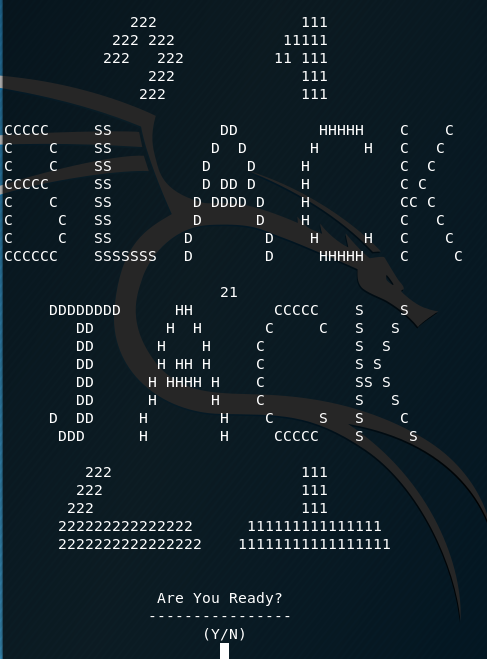 222                111
            222 222            11111
           222   222          11 111
                222              111
               222               111

CCCCC     SS            DD         HHHHH    C    C
C    C    SS           D  D       H     H   C   C
C    C    SS          D    D     H          C  C
CCCCC     SS          D DD D     H          C C
C    C    SS         D DDDD D    H          CC C
C     C   SS         D      D    H          C   C
C     C   SS        D        D    H     H   C    C
CCCCCC    SSSSSSS   D        D     HHHHH    C     C

                        21
     DDDDDDDD      HH         CCCCC     S    S
        DD        H  H       C     C   S   S
        DD       H    H     C          S  S
        DD       H HH H     C          S S
        DD      H HHHH H    C          SS S
        DD      H      H    C          S   S
     D  DD     H        H    C     S   S    C
      DDD      H        H     CCCCC    S     S

         222                     111
        222                      111
       222                       111
      222222222222222      111111111111111
      2222222222222222    11111111111111111

                 Are You Ready?
                ----------------
                      (Y/N)